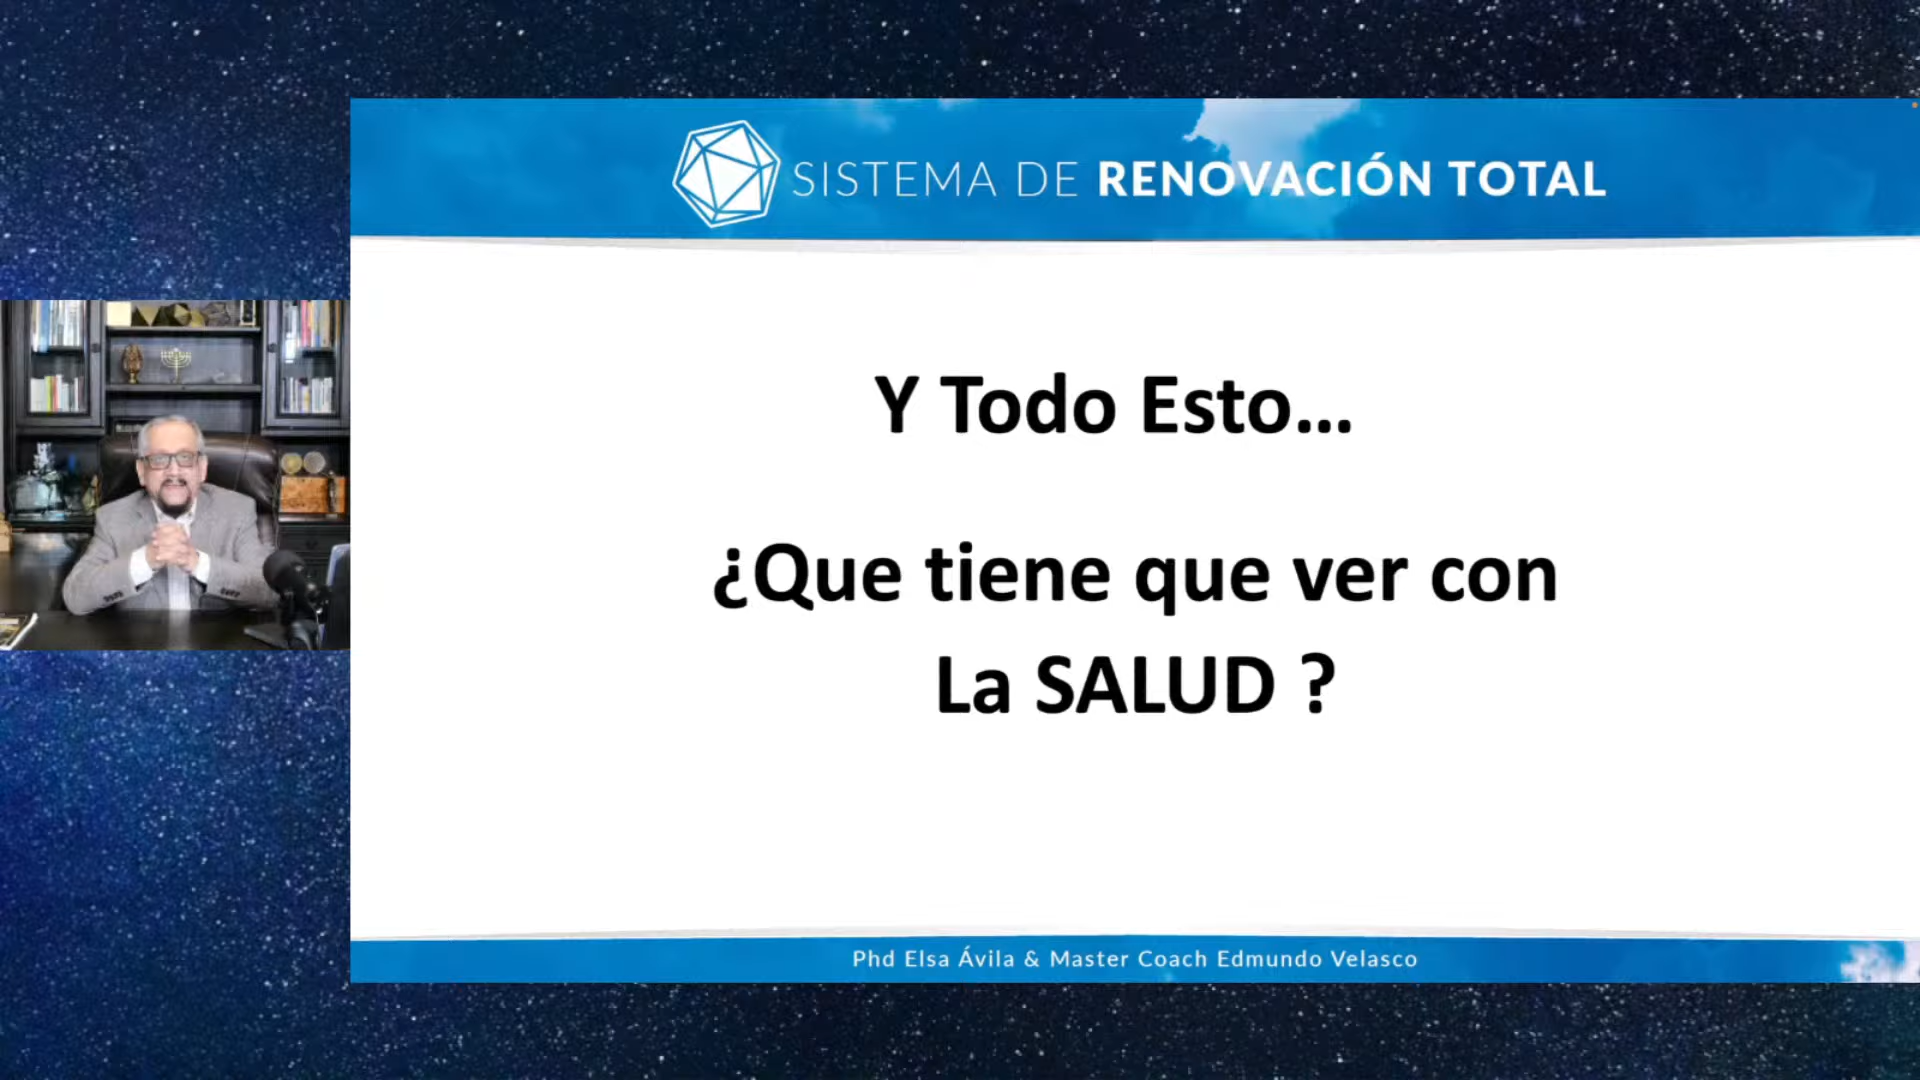 SISTEMA DE RENOVACIÓN TOTAL
Y Todo Esto...
¿Que tiene que ver con
La SALUD ?
Phd Elsa Ávila & Master Coach Edmundo Velasco